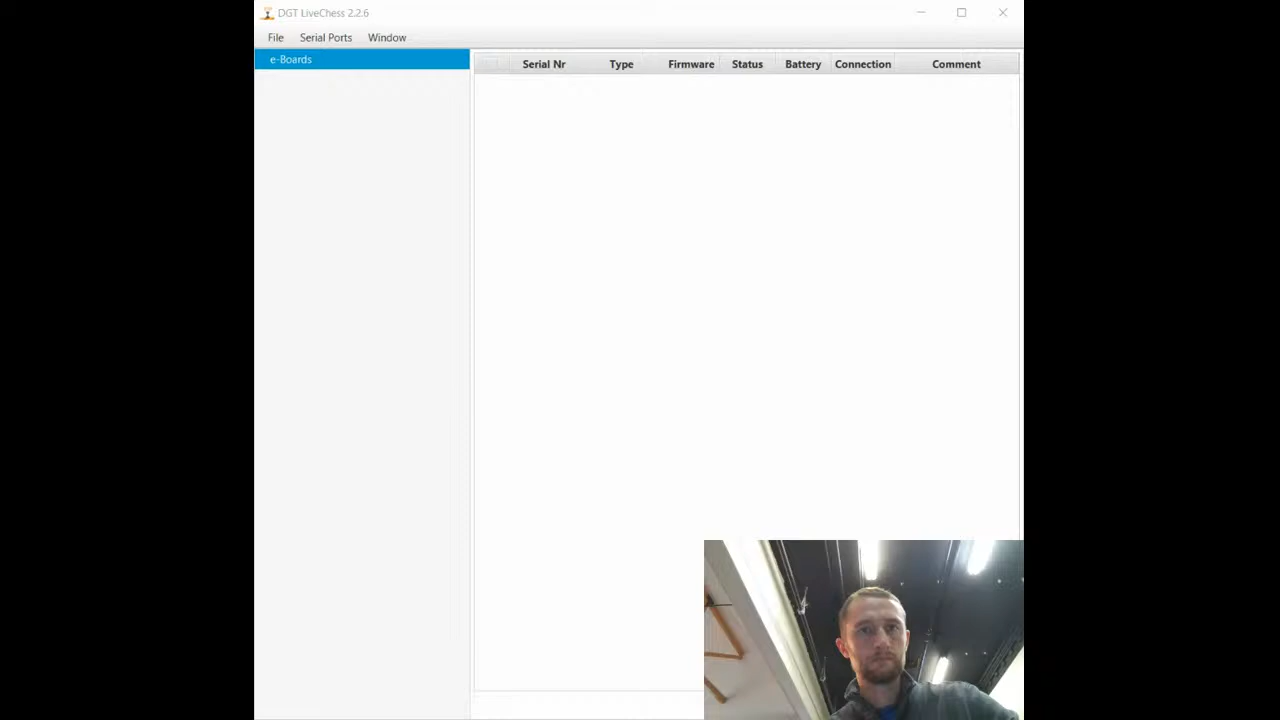 DGT LiveChess 2.2.6
File Serial Ports Window
e-Boards
Serial Nr Type Firmware Status Battery Connection Comment